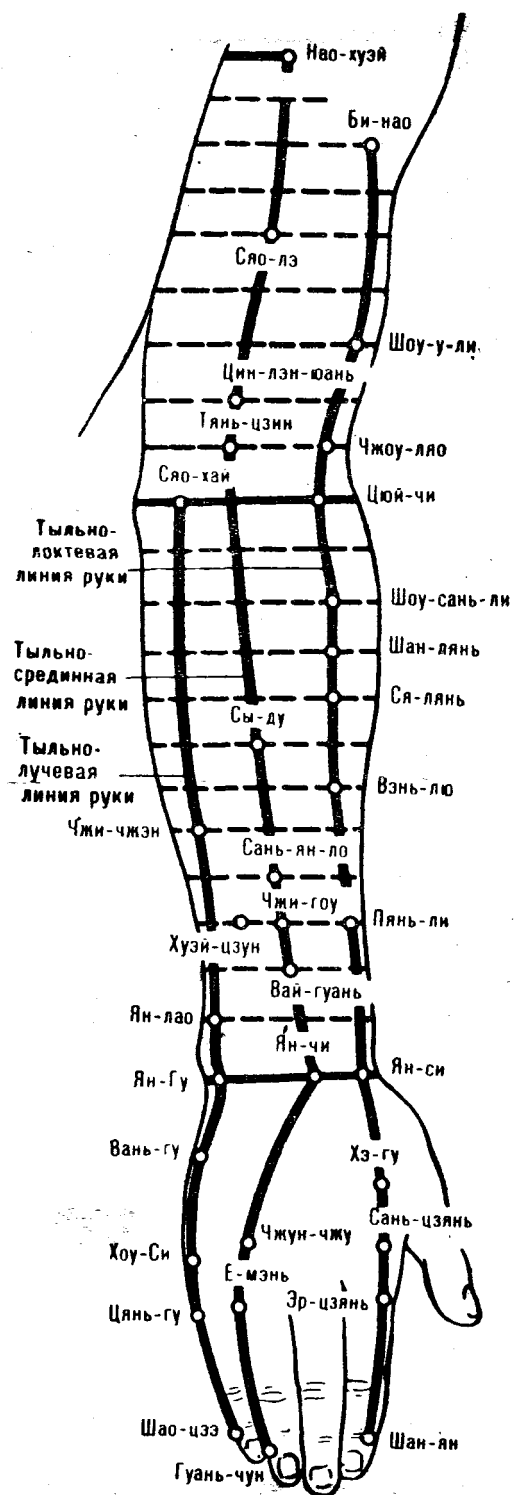 Нао-хуэй
Би-нао
Сяо-лэ
Шоу-у-ли
Цин-лэн-юань
Тянь-цзин
Чжоу-ляо
Сяо-хай
Цюй-чи
Тыльно-
локтевая
линия руки
Шоу-сань-ли
Шан-лянь
Тыльно-
срединная
линия руки
Ся-лянь
Сы-ду
Тыльно-
лучевая
линия руки
Вэнь-лю
Чжи-чжэн
Сань-ян-ло
Чжи-гоу
Пянь-ли
Хуэй-цзун
Вай-гуань
Ян-лао
Ян-чи
Ян-Гу
Ян-си
Вань-гу
Хэ-гу
Сань-цзянь
Чжун-чжу
Хоу-Си
Е-мэнь
Эр-цзянь
Цянь-гу
Шао-цзэ
Шан-ян
Гуань-чун